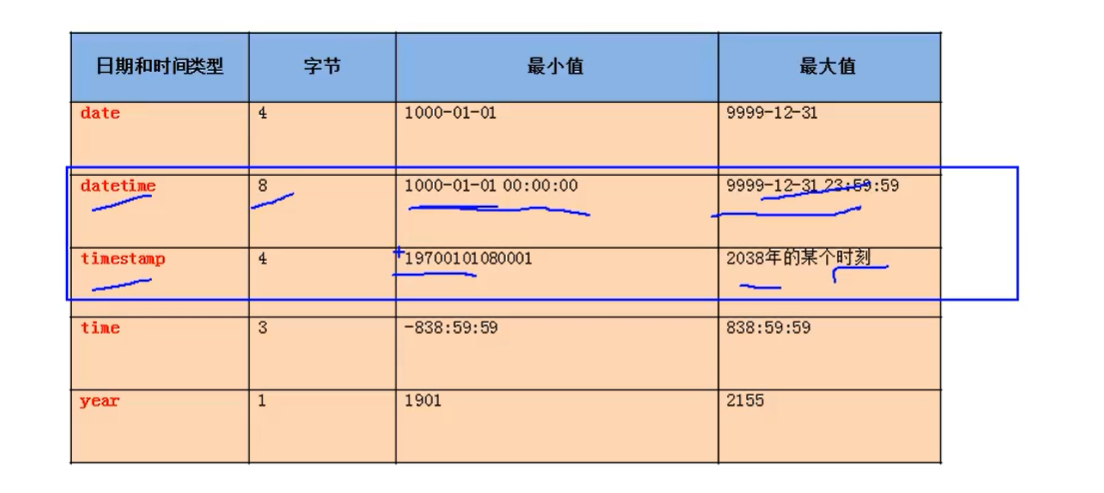 日期和时间类型 字节 最小值 最大值
date 4 1000-01-01 9999-12-31
datetime 8 1000-01-01 00:00:00 9999-12-31 23:59:59
timestamp 4 19700101080001 2038年的某个时刻
time 3 -838:59:59 838:59:59
year 1 1901 2155